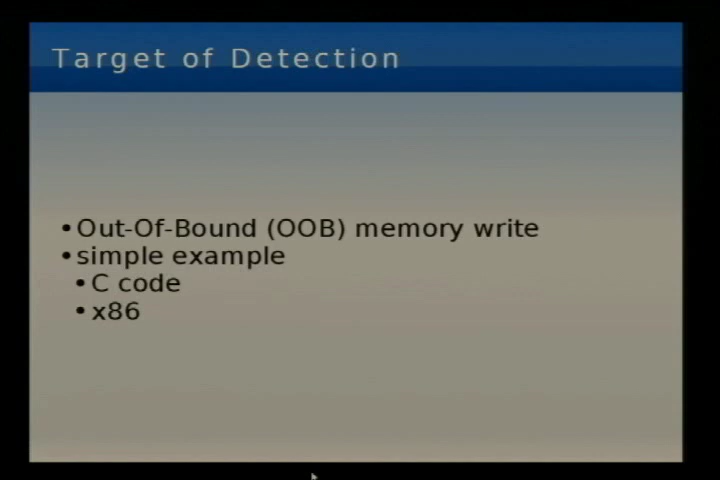 Target of Detection
•Out-Of-Bound (OOB) memory write
•simple example
•C code
•x86